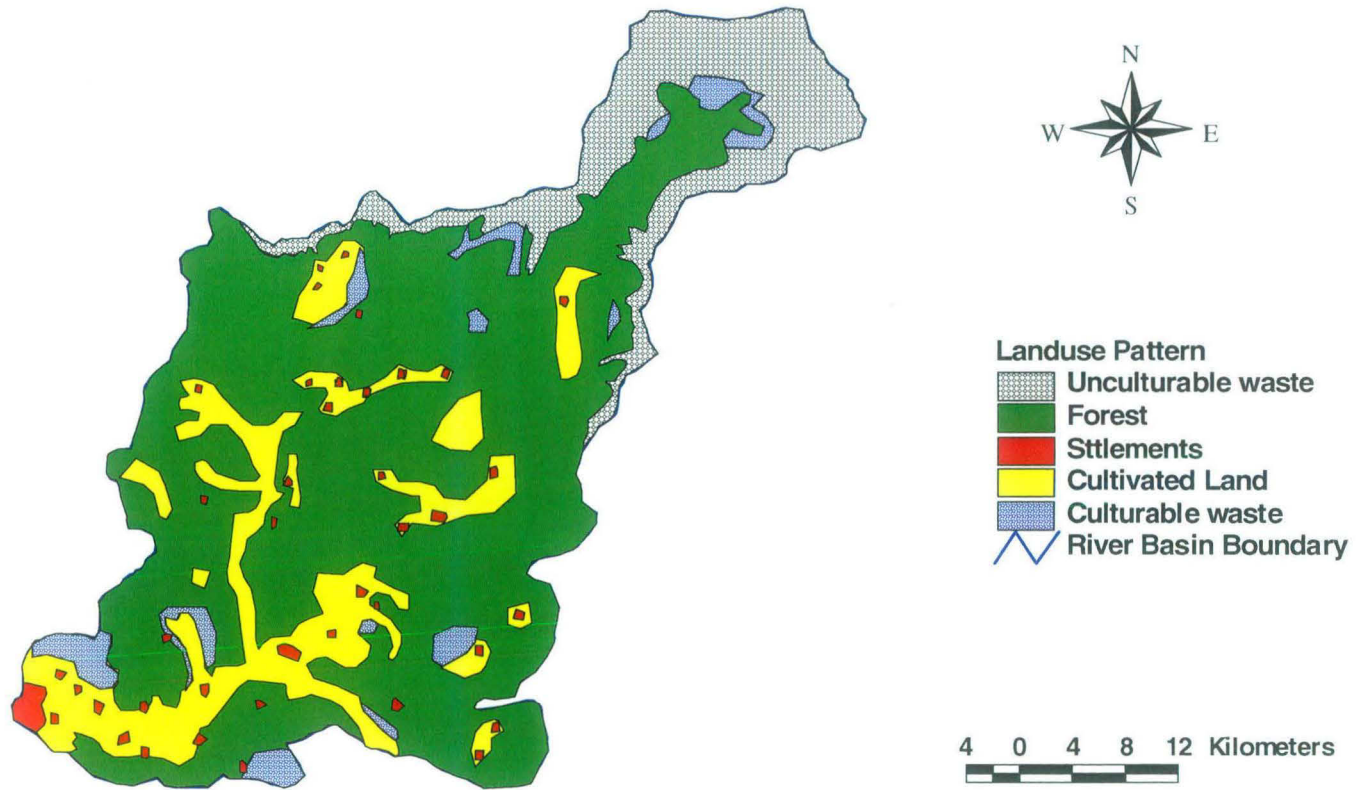 N
W E
S
Landuse Pattern
Unculturable waste
Forest
Sttlements
Cultivated Land
Culturable waste
River Basin Boundary
4 0 4 8 12 Kilometers